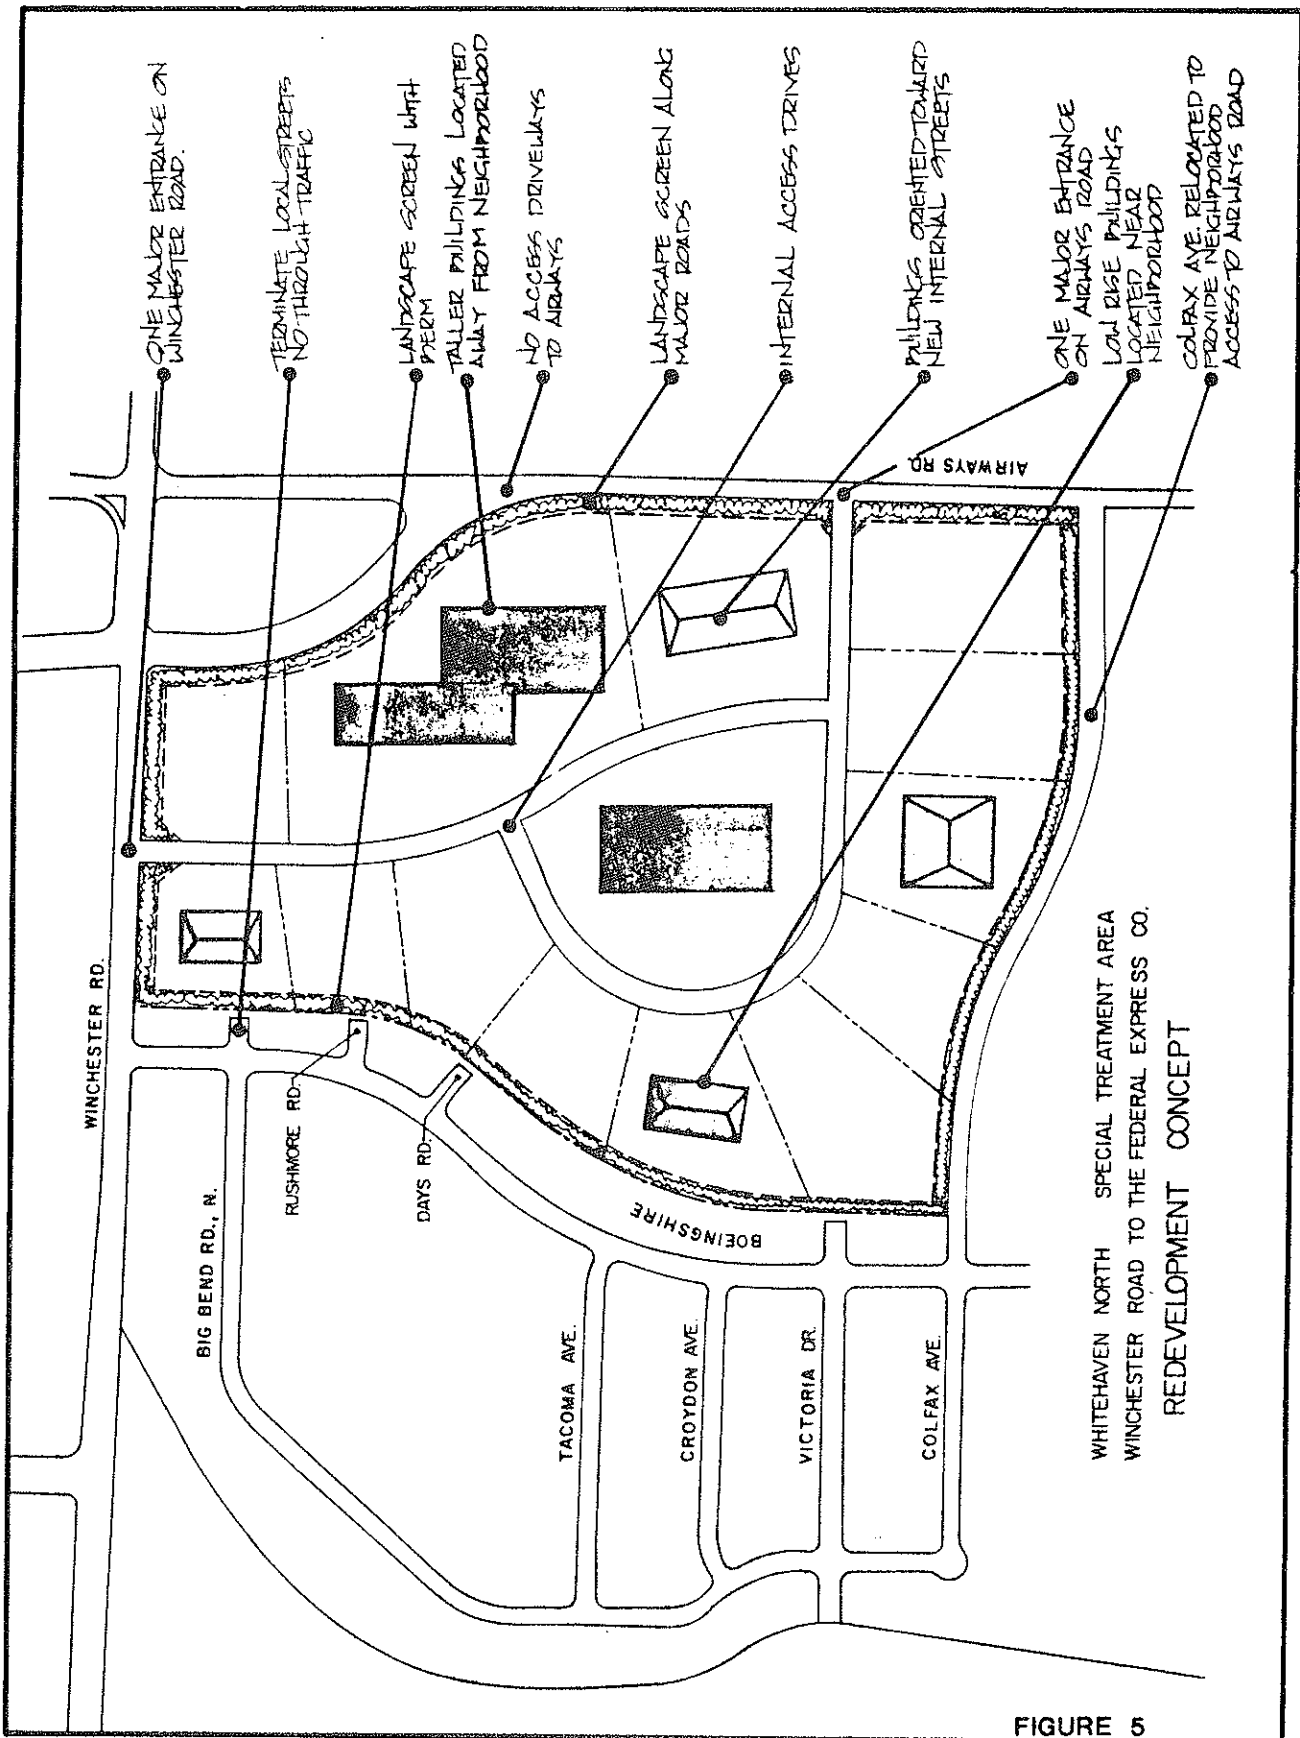 ONE MAJOR ENTRANCE ON
WINCHESTER ROAD.
TERMINATE LOCAL STREETS
NO THROUGH TRAFFIC
LANDSCAPE SCREEN WITH
BERM
TALLER BUILDINGS LOCATED
AWAY FROM NEIGHBORHOOD
NO ACCESS DRIVEWAYS
TO AIRWAYS
LANDSCAPE SCREEN ALONG
MAJOR ROADS
INTERNAL ACCESS DRIVES
BUILDINGS ORIENTED TOWARD
NEW INTERNAL STREETS
ONE MAJOR ENTRANCE
ON AIRWAYS ROAD
LOW RISE BUILDINGS
LOCATED NEAR
NEIGHBORHOOD
COLFAX AVE. RELOCATED TO
PROVIDE NEIGHBORHOOD
ACCESS TO AIRWAYS ROAD
AIRWAYS RD.
WINCHESTER RD.
RUSHMORE RD.
DAYS RD.
BIG BEND RD., N.
BOEINGSHIRE
TACOMA AVE.
CROYDON AVE.
VICTORIA DR.
COLFAX AVE.
WHITEHAVEN NORTH SPECIAL TREATMENT AREA
WINCHESTER ROAD TO THE FEDERAL EXPRESS CO.
REDEVELOPMENT CONCEPT
FIGURE 5